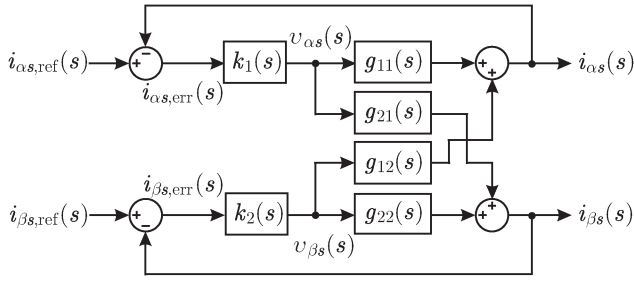 υ_{αs}(s)
i_{αs,ref}(s) + − k_1(s) g_{11}(s) + + i_{αs}(s)
i_{αs,err}(s)
g_{21}(s)
g_{12}(s)
i_{βs,err}(s)
i_{βs,ref}(s) + − k_2(s) g_{22}(s) + + i_{βs}(s)
υ_{βs}(s)